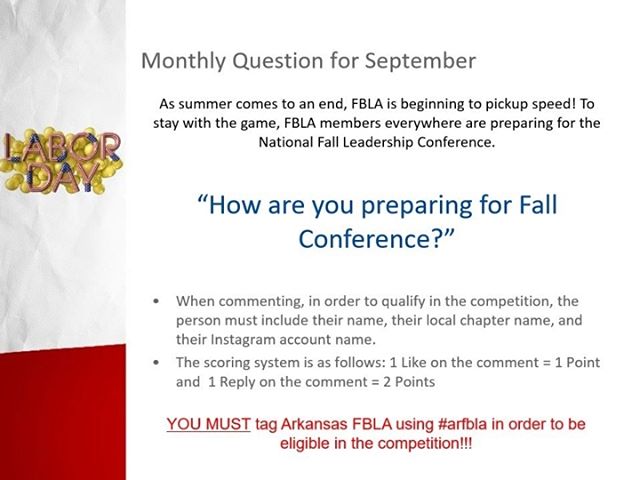 Monthly Question for September
As summer comes to an end, FBLA is beginning to pickup speed! To
stay with the game, FBLA members everywhere are preparing for the
National Fall Leadership Conference.
LABOR
DAY
“How are you preparing for Fall
Conference?”
• When commenting, in order to qualify in the competition, the
person must include their name, their local chapter name, and
their Instagram account name.
• The scoring system is as follows: 1 Like on the comment = 1 Point
and 1 Reply on the comment = 2 Points
YOU MUST tag Arkansas FBLA using #arfbla in order to be
eligible in the competition!!!